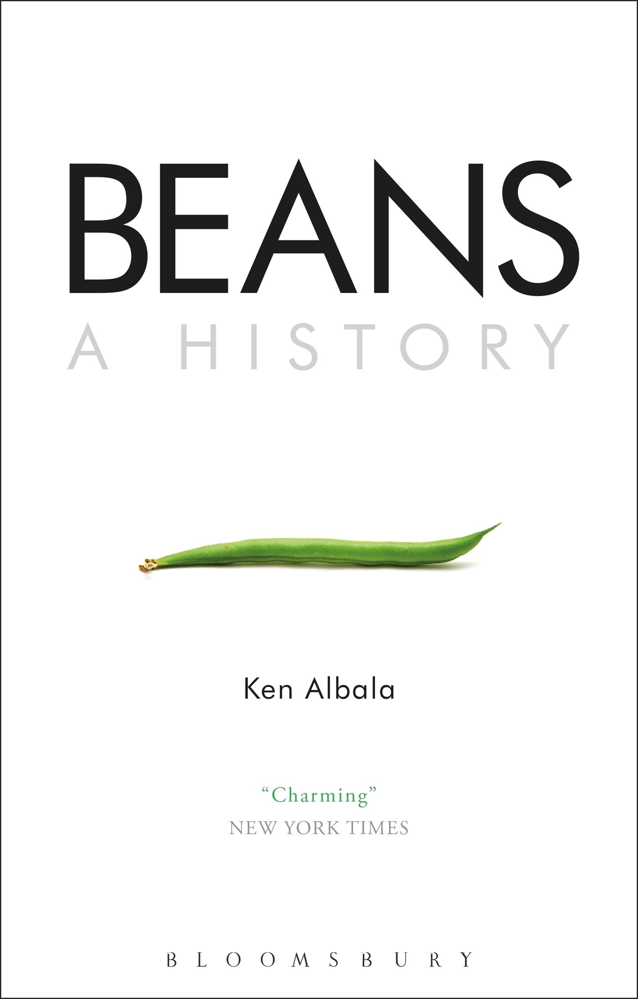 BEANS
A HISTORY
Ken Albala
“Charming”
NEW YORK TIMES
BLOOMSBURY